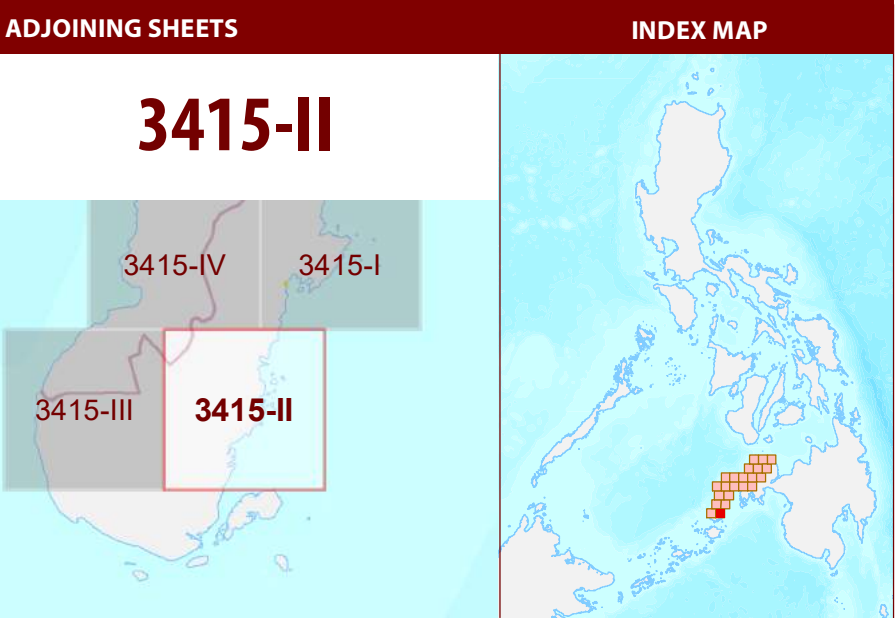 ADJOINING SHEETS
INDEX MAP
3415-II
3415-IV
3415-I
3415-III
3415-II